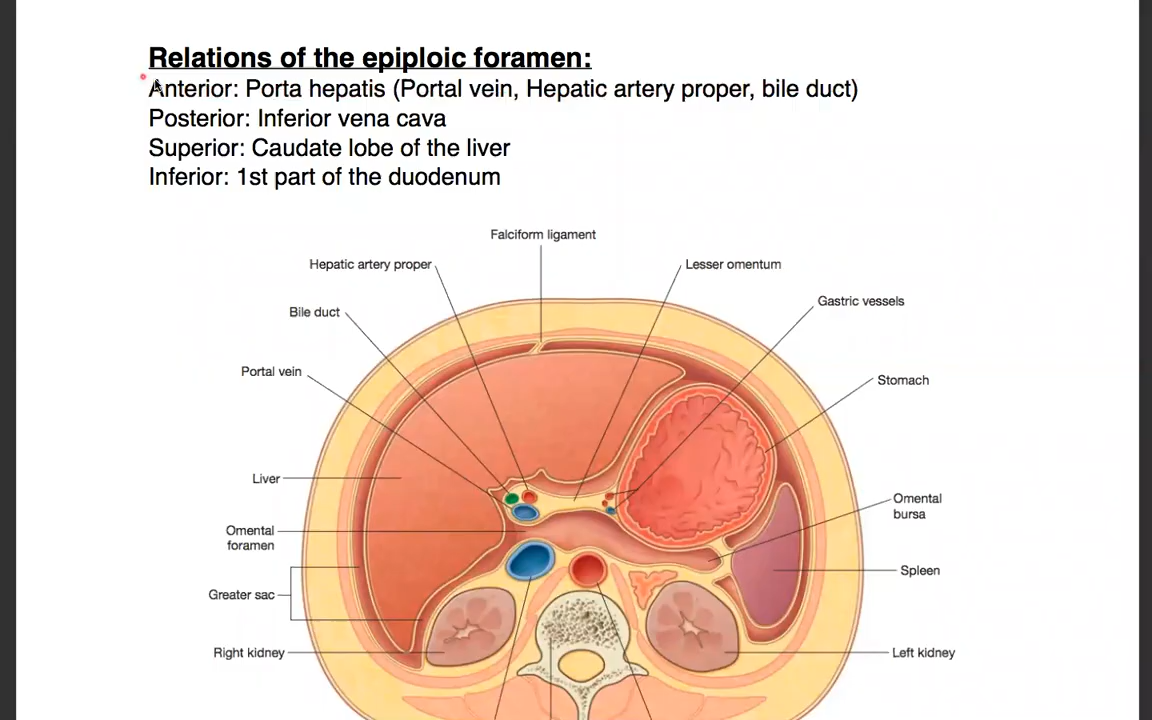 Relations of the epiploic foramen:
Anterior: Porta hepatis (Portal vein, Hepatic artery proper, bile duct)
Posterior: Inferior vena cava
Superior: Caudate lobe of the liver
Inferior: 1st part of the duodenum
Falciform ligament
Hepatic artery proper
Lesser omentum
Gastric vessels
Bile duct
Portal vein
Stomach
Liver
Omental
bursa
Omental
foramen
Spleen
Greater sac
Right kidney
Left kidney